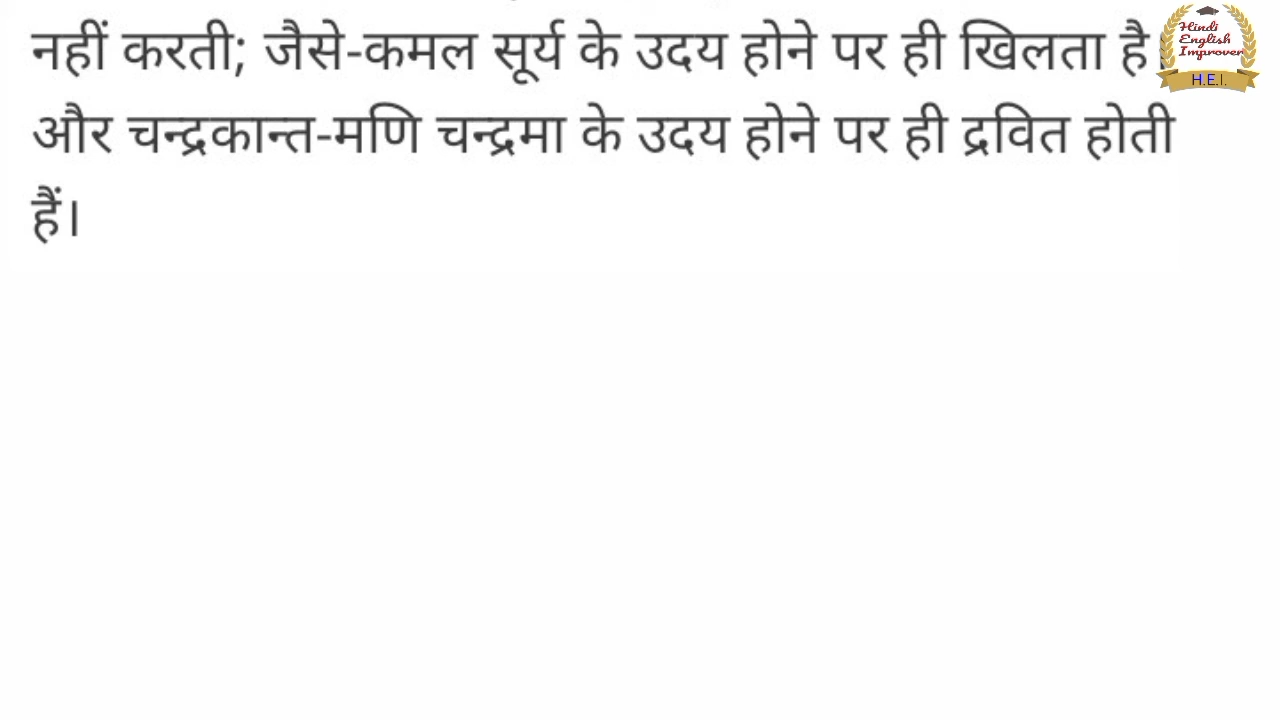 नहीं करती; जैसे-कमल सूर्य के उदय होने पर ही खिलता है।
और चन्द्रकान्त-मणि चन्द्रमा के उदय होने पर ही द्रवित होती
हैं।
Hindi
English
Improver
H.E.I.